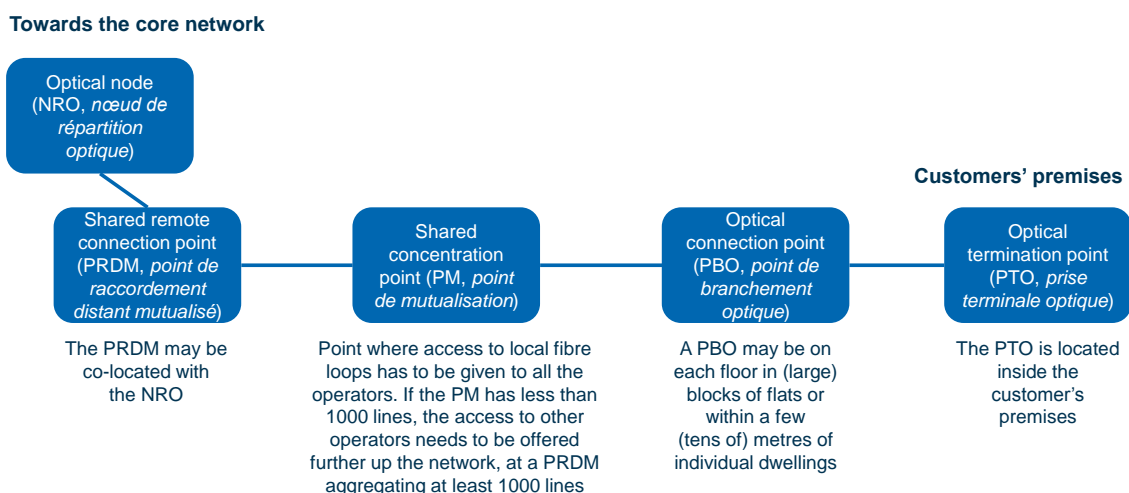 Towards the core network
Optical node
(NRO, nœud de
répartition
optique)
Customers' premises
Shared remote
connection point
(PRDM, point de
raccordement
distant mutualisé)
Shared
concentration
point (PM, point
de mutualisation)
Optical
connection point
(PBO, point de
branchement
optique)
Optical
termination point
(PTO, prise
terminale optique)
The PRDM may be
co-located with
the NRO
Point where access to local fibre
loops has to be given to all the
operators. If the PM has less than
1000 lines, the access to other
operators needs to be offered
further up the network, at a PRDM
aggregating at least 1000 lines
A PBO may be on
each floor in (large)
blocks of flats or
within a few
(tens of) metres of
individual dwellings
The PTO is located
inside the
customer's
premises